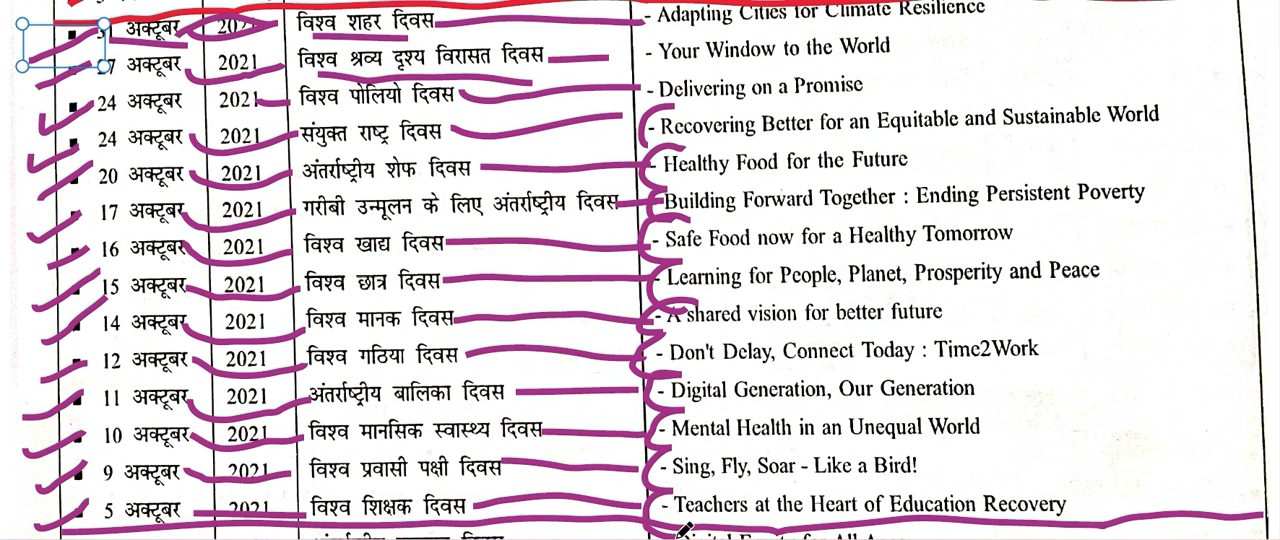 31 अक्टूबर 2021 विश्व शहर दिवस - Adapting Cities for Climate Resilience
27 अक्टूबर 2021 विश्व श्रव्य दृश्य विरासत दिवस - Your Window to the World
24 अक्टूबर 2021 विश्व पोलियो दिवस - Delivering on a Promise
24 अक्टूबर 2021 संयुक्त राष्ट्र दिवस - Recovering Better for an Equitable and Sustainable World
20 अक्टूबर 2021 अंतर्राष्ट्रीय शेफ दिवस - Healthy Food for the Future
17 अक्टूबर 2021 गरीबी उन्मूलन के लिए अंतर्राष्ट्रीय दिवस - Building Forward Together : Ending Persistent Poverty
16 अक्टूबर 2021 विश्व खाद्य दिवस - Safe Food now for a Healthy Tomorrow
15 अक्टूबर 2021 विश्व छात्र दिवस - Learning for People, Planet, Prosperity and Peace
14 अक्टूबर 2021 विश्व मानक दिवस - A shared vision for better future
12 अक्टूबर 2021 विश्व गठिया दिवस - Don't Delay, Connect Today : Time2Work
11 अक्टूबर 2021 अंतर्राष्ट्रीय बालिका दिवस - Digital Generation, Our Generation
10 अक्टूबर 2021 विश्व मानसिक स्वास्थ्य दिवस - Mental Health in an Unequal World
9 अक्टूबर 2021 विश्व प्रवासी पक्षी दिवस - Sing, Fly, Soar - Like a Bird!
5 अक्टूबर 2021 विश्व शिक्षक दिवस - Teachers at the Heart of Education Recovery